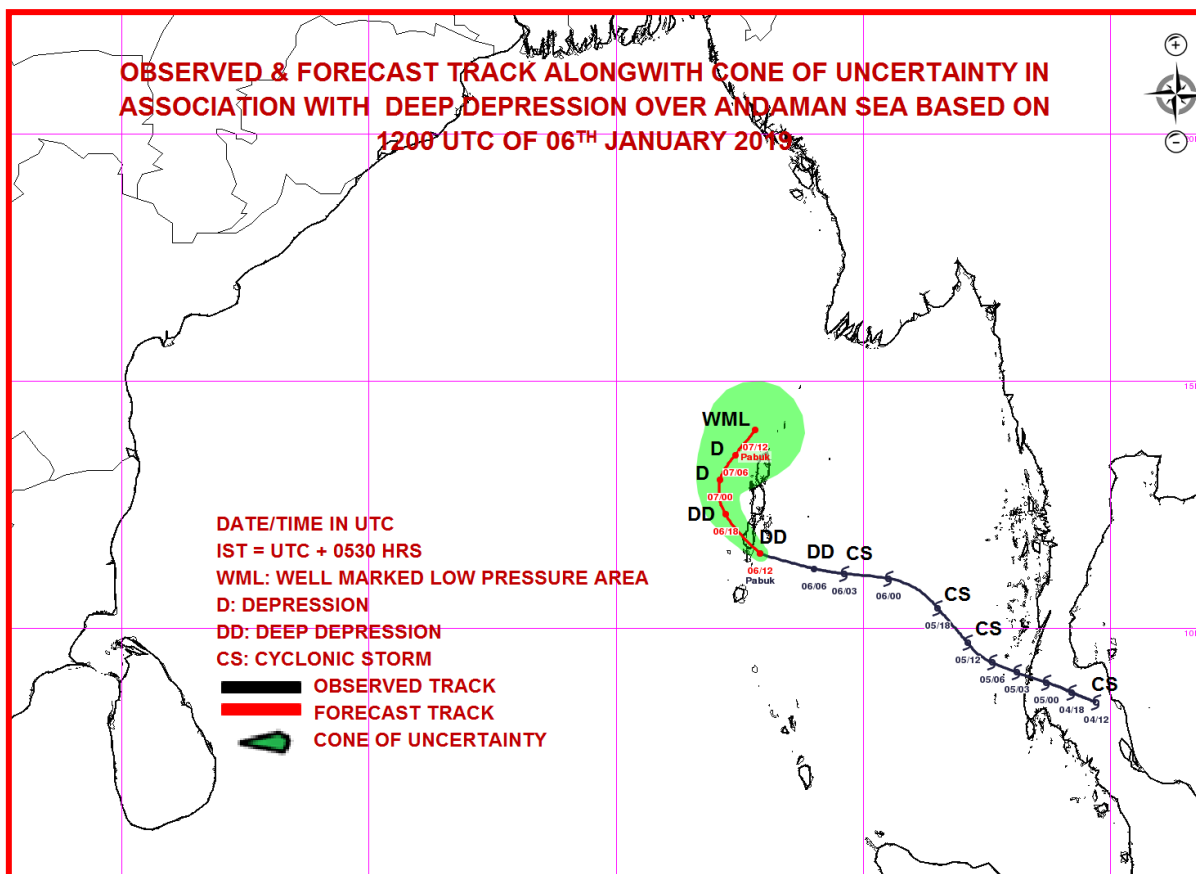 OBSERVED & FORECAST TRACK ALONGWITH CONE OF UNCERTAINTY IN
ASSOCIATION WITH DEEP DEPRESSION OVER ANDAMAN SEA BASED ON
1200 UTC OF 06TH JANUARY 2019
WML
07/12
Pabuk
D
07/06
D
07/00
DD
06/18
DD
06/12
Pabuk
DD
06/06
CS
06/03
06/00
CS
05/18
CS
05/12
05/06
05/03
05/00
04/18
CS
04/12
DATE/TIME IN UTC
IST = UTC + 0530 HRS
WML: WELL MARKED LOW PRESSURE AREA
D: DEPRESSION
DD: DEEP DEPRESSION
CS: CYCLONIC STORM
OBSERVED TRACK
FORECAST TRACK
CONE OF UNCERTAINTY